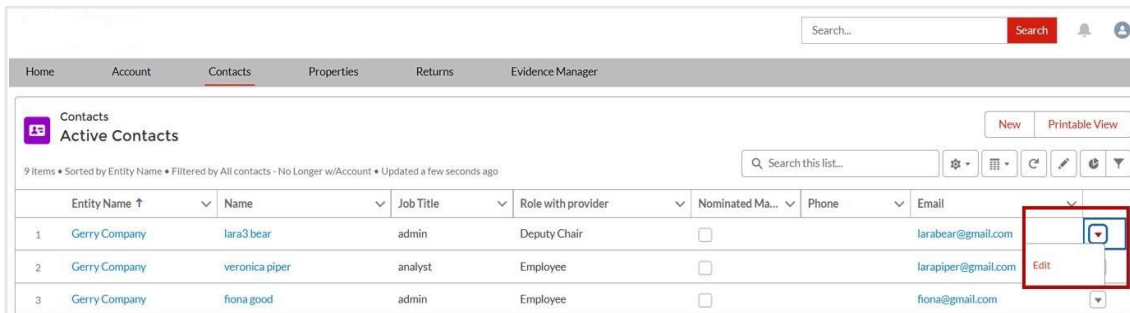 Search... Search
Home Account Contacts Properties Returns Evidence Manager
Contacts
Active Contacts
New Printable View
9 items • Sorted by Entity Name • Filtered by All contacts - No Longer w/Account • Updated a few seconds ago
Search this list...
Entity Name ↑ Name Job Title Role with provider Nominated Ma... Phone Email
1 Gerry Company lara3 bear admin Deputy Chair larabear@gmail.com
2 Gerry Company veronica piper analyst Employee larapiper@gmail.com Edit
3 Gerry Company fiona good admin Employee fiona@gmail.com